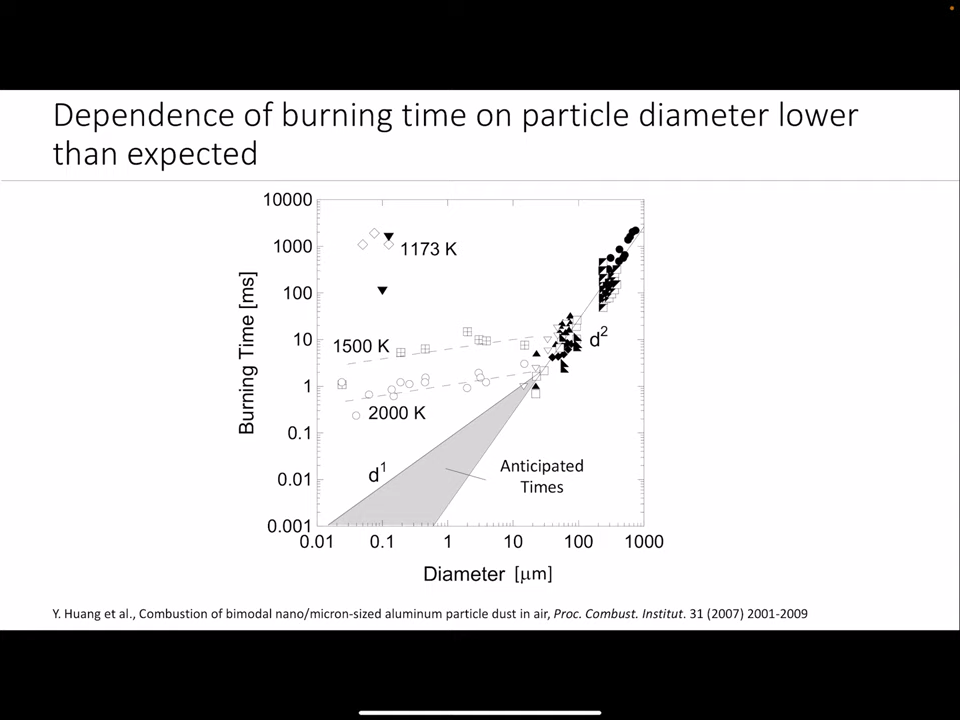 Dependence of burning time on particle diameter lower
than expected
10000
1000
100
10
1
0.1
0.01
0.001
Burning Time [ms]
1173 K
1500 K
2000 K
d²
d¹
Anticipated
Times
0.01 0.1 1 10 100 1000
Diameter [μm]
Y. Huang et al., Combustion of bimodal nano/micron-sized aluminum particle dust in air, Proc. Combust. Institut. 31 (2007) 2001-2009